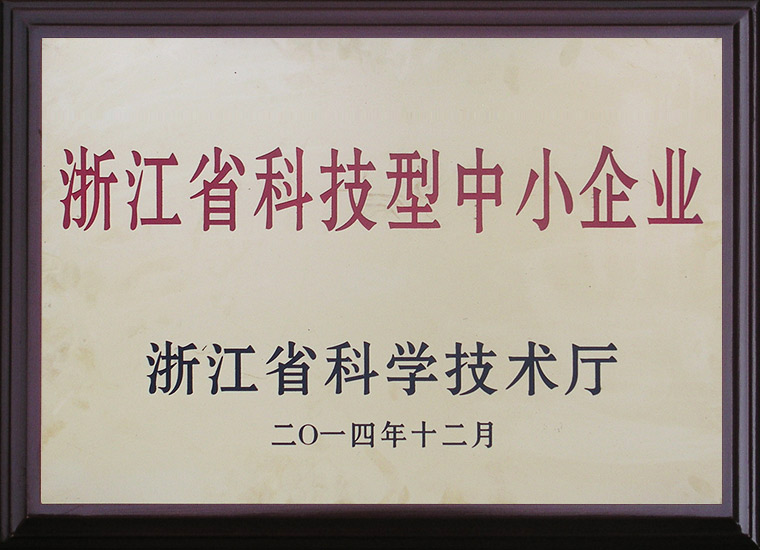 浙江省科技型中小企业
浙江省科学技术厅
二〇一四年十二月